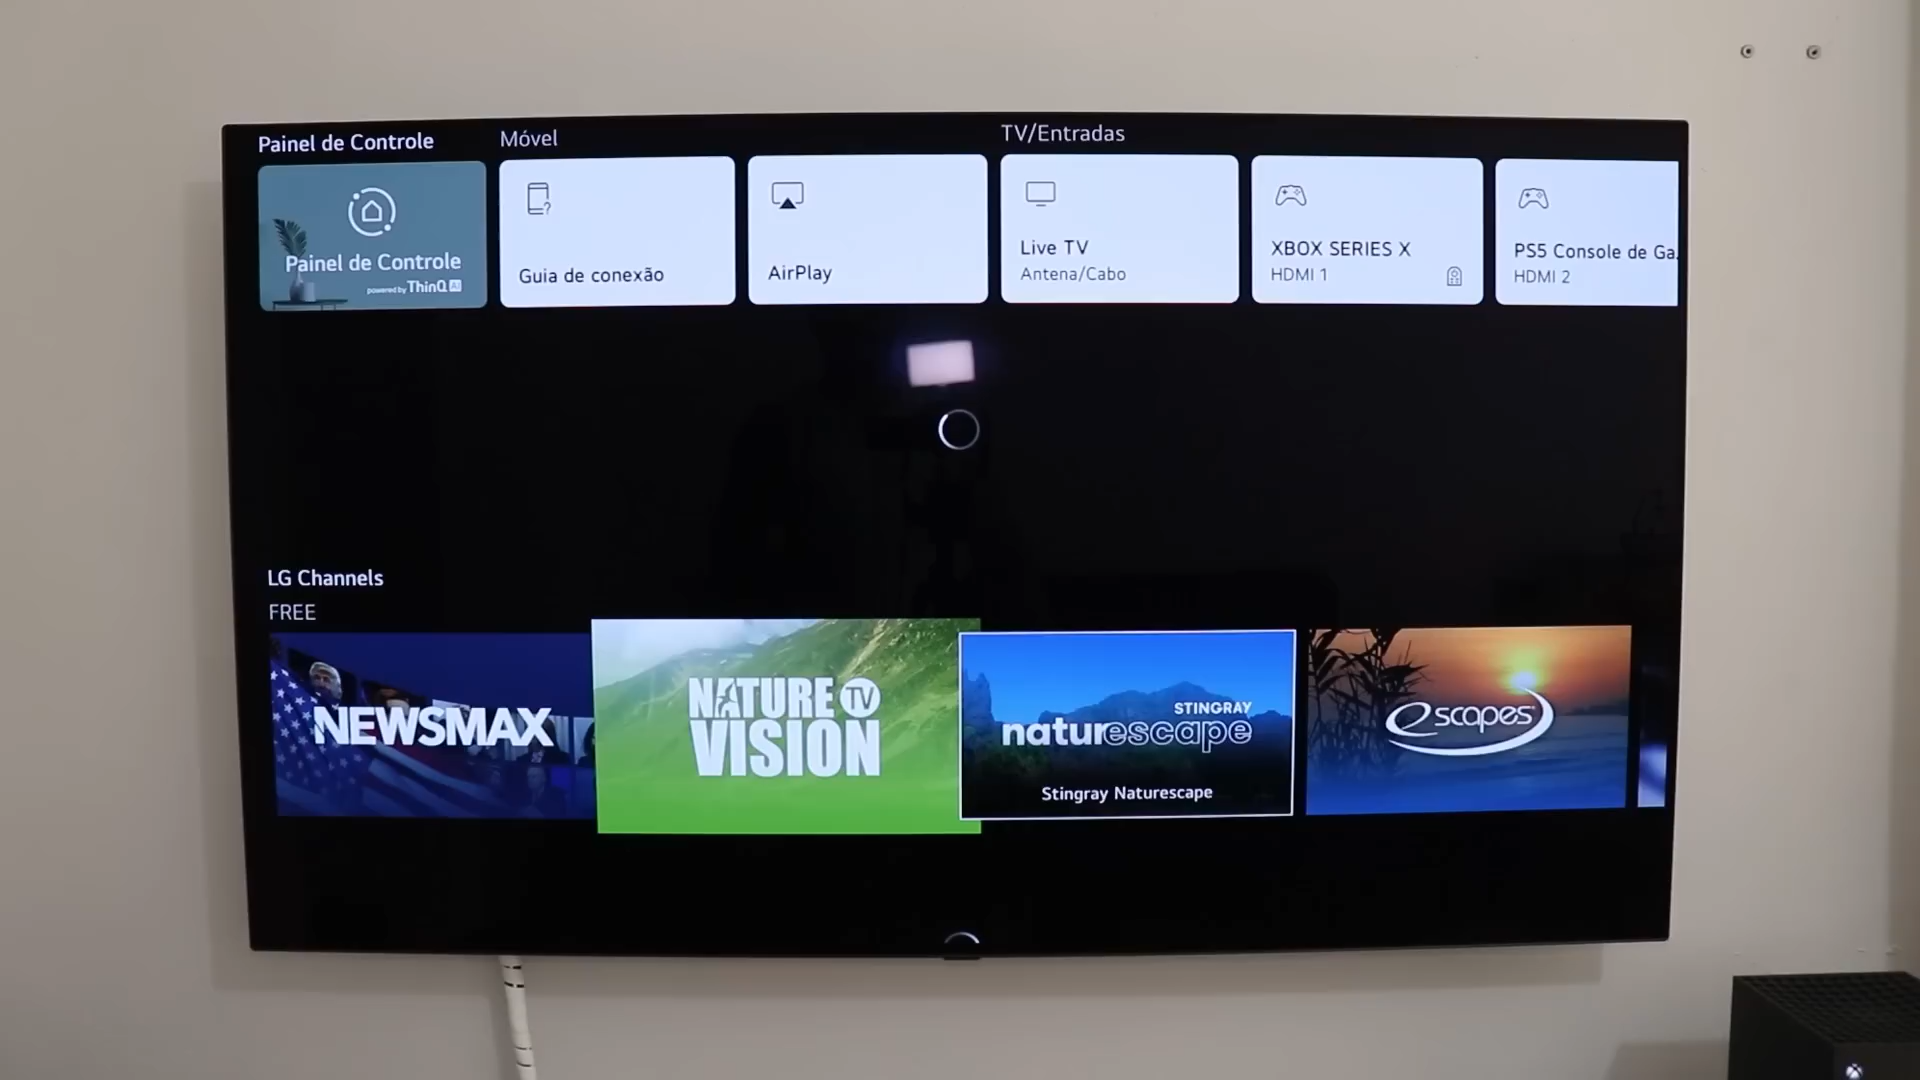 Painel de Controle
Móvel
TV/Entradas
Painel de Controle
powered by ThinQ AI
Guia de conexão
AirPlay
Live TV
Antena/Cabo
XBOX SERIES X
HDMI 1
PS5 Console de Ga
HDMI 2
LG Channels
FREE
NEWSMAX
NATURE TV
VISION
STINGRAY
naturescape
Stingray Naturescape
escapes